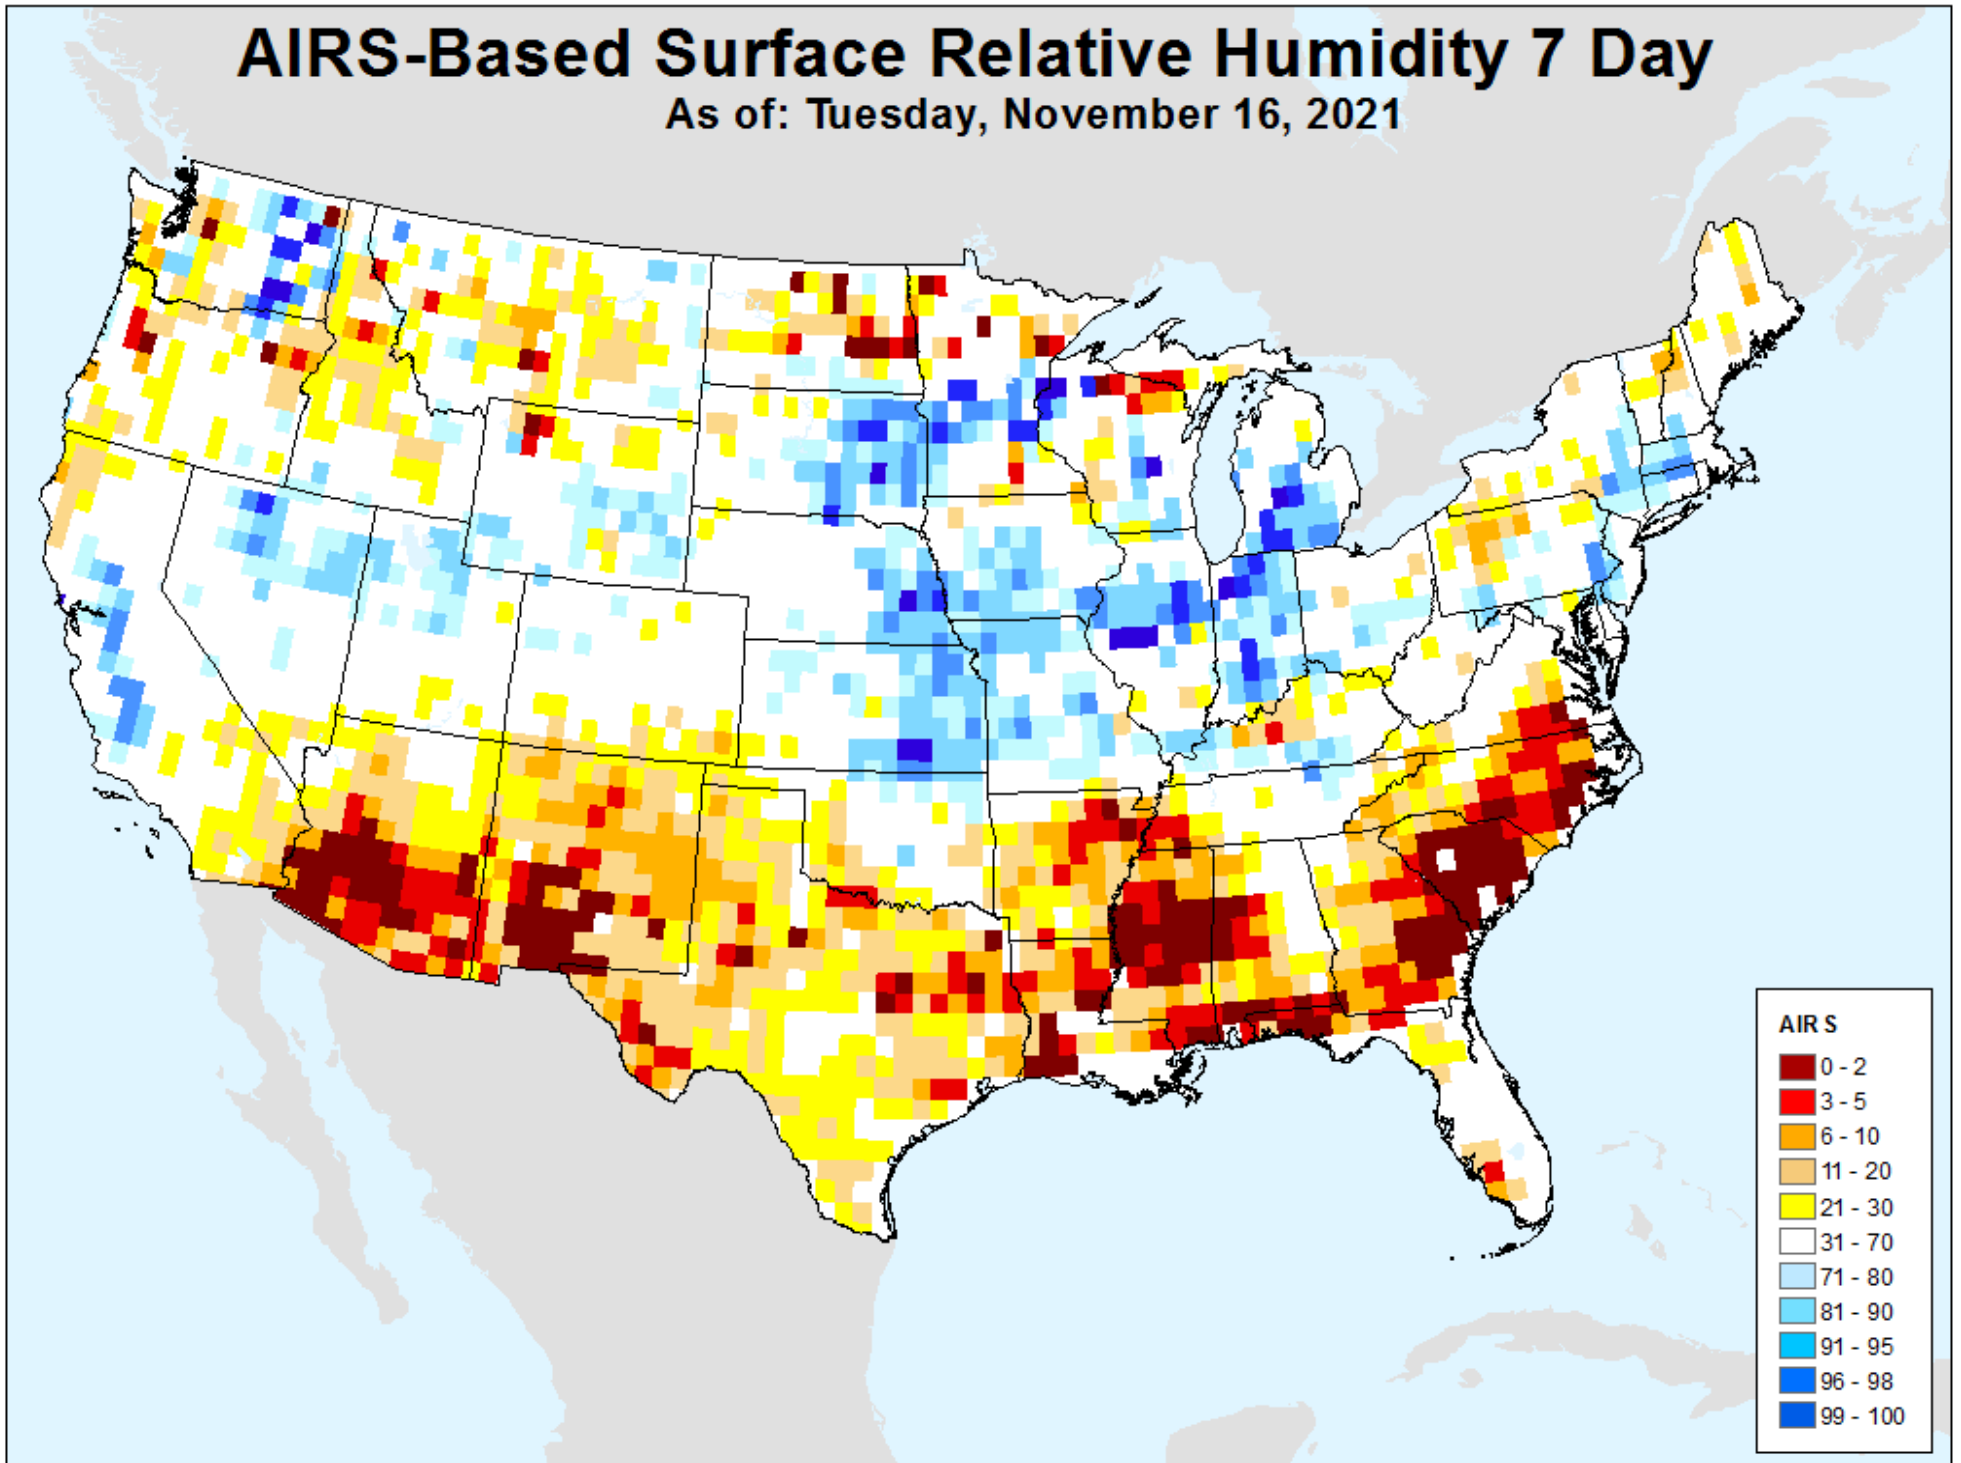 AIRS-Based Surface Relative Humidity 7 Day
As of: Tuesday, November 16, 2021
AIRS
0 - 2
3 - 5
6 - 10
11 - 20
21 - 30
31 - 70
71 - 80
81 - 90
91 - 95
96 - 98
99 - 100